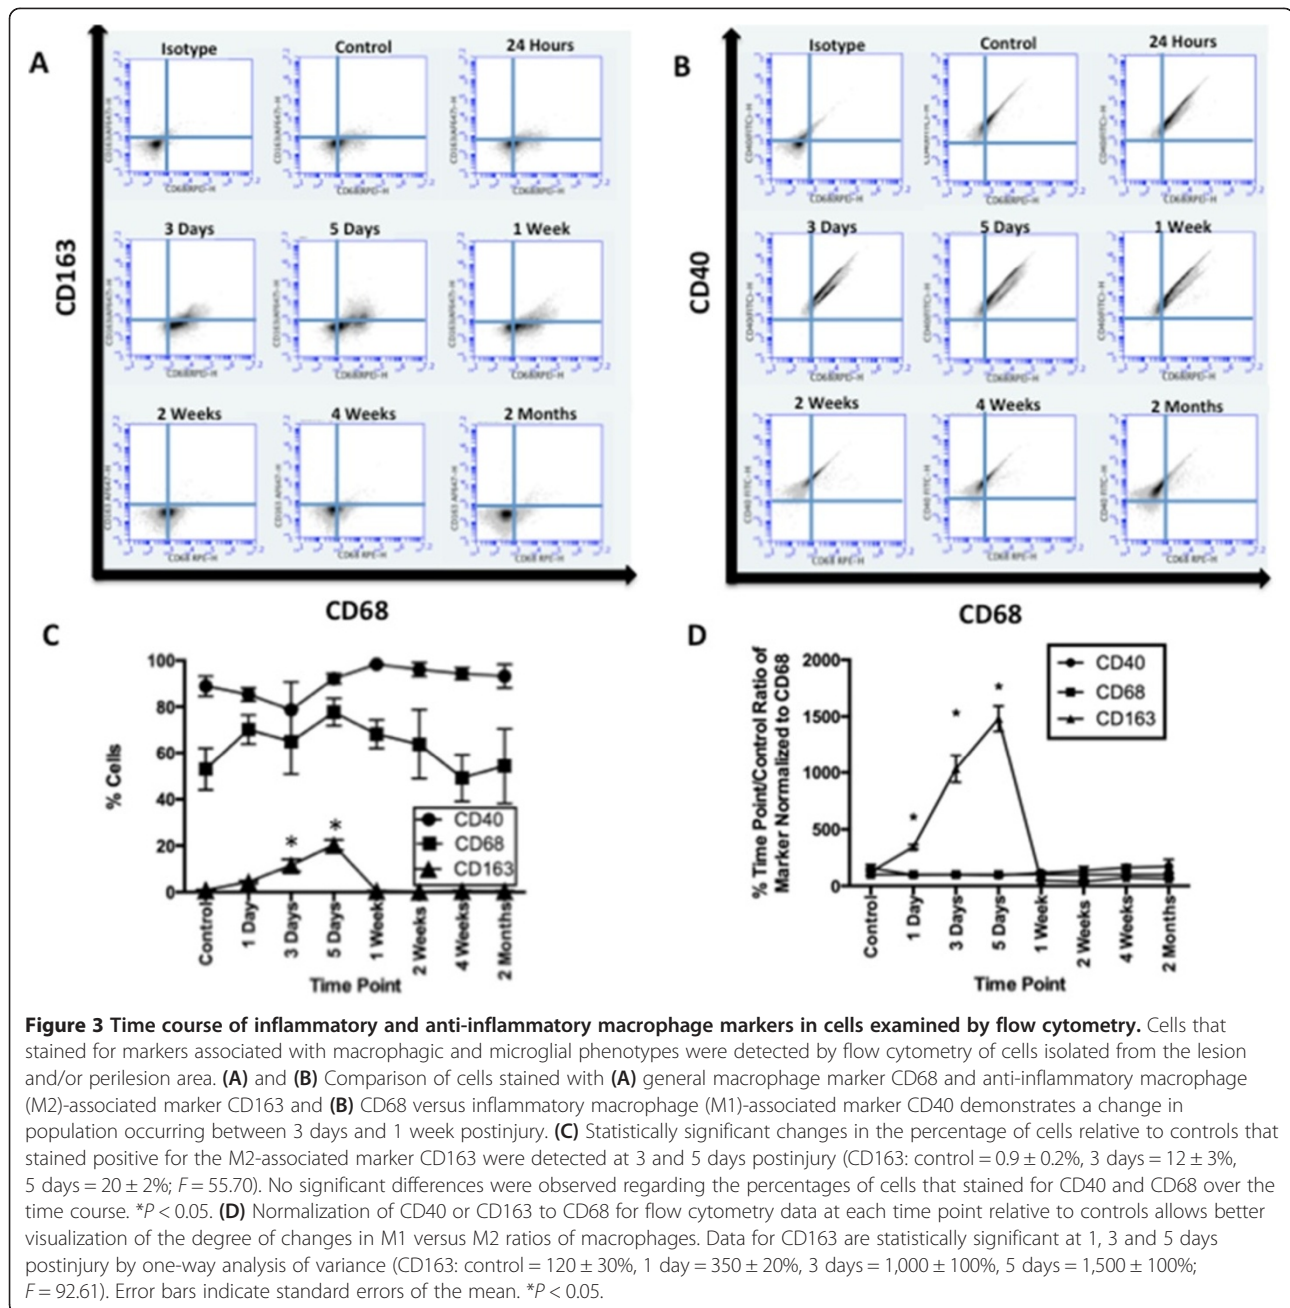 A
Isotype
Control
24 Hours
3 Days
5 Days
1 Week
2 Weeks
4 Weeks
2 Months
CD163
CD68
B
Isotype
Control
24 Hours
3 Days
5 Days
1 Week
2 Weeks
4 Weeks
2 Months
CD40
CD68
C
% Cells
100
80
60
40
20
0
* *
CD40
CD68
CD163
Control
1 Day
3 Days
5 Days
1 Week
2 Weeks
4 Weeks
2 Months
Time Point
D
% Time Point/Control Ratio of
Marker Normalized to CD68
2000
1500
1000
500
0
* * *
CD40
CD68
CD163
Control
1 Day
3 Days
5 Days
1 Week
2 Weeks
4 Weeks
2 Months
Time Point
Figure 3 Time course of inflammatory and anti-inflammatory macrophage markers in cells examined by flow cytometry. Cells that
stained for markers associated with macrophagic and microglial phenotypes were detected by flow cytometry of cells isolated from the lesion
and/or perilesion area. (A) and (B) Comparison of cells stained with (A) general macrophage marker CD68 and anti-inflammatory macrophage
(M2)-associated marker CD163 and (B) CD68 versus inflammatory macrophage (M1)-associated marker CD40 demonstrates a change in
population occurring between 3 days and 1 week postinjury. (C) Statistically significant changes in the percentage of cells relative to controls that
stained positive for the M2-associated marker CD163 were detected at 3 and 5 days postinjury (CD163: control = 0.9 ± 0.2%, 3 days = 12 ± 3%,
5 days = 20 ± 2%; F = 55.70). No significant differences were observed regarding the percentages of cells that stained for CD40 and CD68 over the
time course. *P < 0.05. (D) Normalization of CD40 or CD163 to CD68 for flow cytometry data at each time point relative to controls allows better
visualization of the degree of changes in M1 versus M2 ratios of macrophages. Data for CD163 are statistically significant at 1, 3 and 5 days
postinjury by one-way analysis of variance (CD163: control = 120 ± 30%, 1 day = 350 ± 20%, 3 days = 1,000 ± 100%, 5 days = 1,500 ± 100%;
F = 92.61). Error bars indicate standard errors of the mean. *P < 0.05.